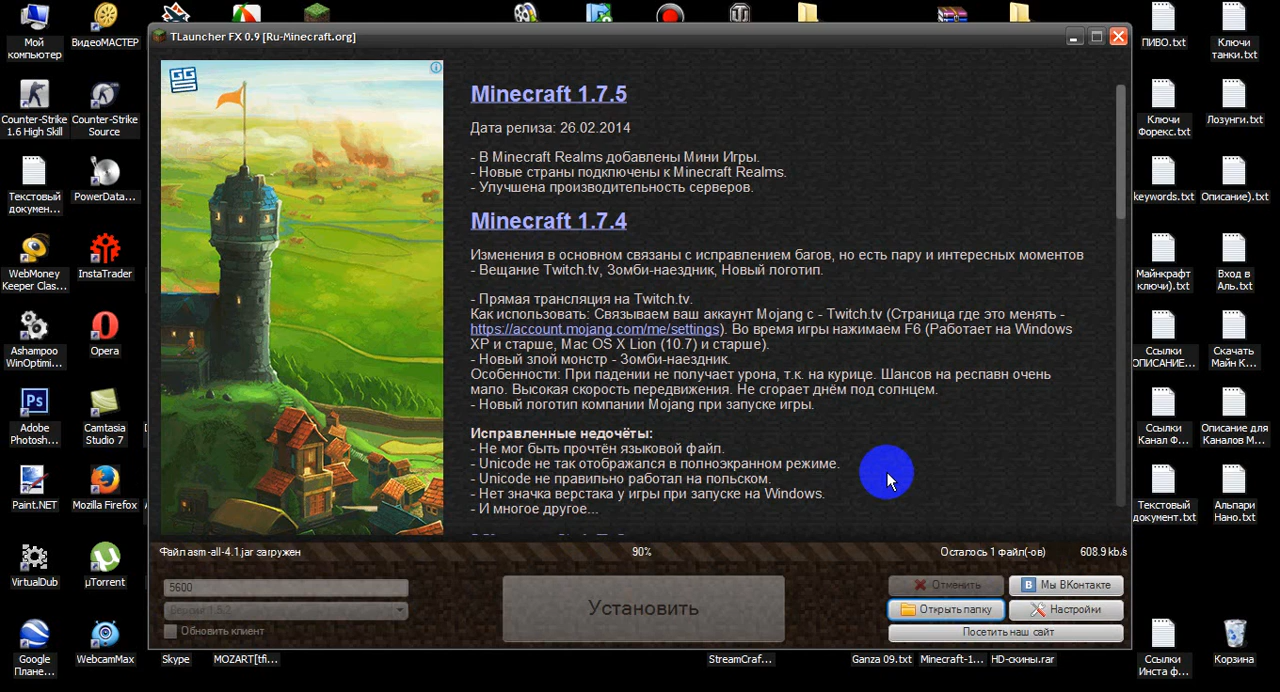 TLauncher FX 0.9 [Ru-Minecraft.org]
Minecraft 1.7.5
Дата релиза: 26.02.2014
- В Minecraft Realms добавлены Мини Игры.
- Новые страны подключены к Minecraft Realms.
- Улучшена производительность серверов.
Minecraft 1.7.4
Изменения в основном связаны с исправлением багов, но есть пару и интересных моментов
- Вещание Twitch.tv, Зомби-наездник, Новый логотип.
- Прямая трансляция на Twitch.tv.
Как использовать: Связываем ваш аккаунт Mojang с - Twitch.tv (Страница где это менять -
https://account.mojang.com/me/settings). Во время игры нажимаем F6 (Работает на Windows
XP и старше, Mac OS X Lion (10.7) и старше).
- Новый злой монстр - Зомби-наездник.
Особенности: При падении не получает урона, т.к. на курице. Шансов на респавн очень
мало. Высокая скорость передвижения. Не сгорает днём под солнцем.
- Новый логотип компании Mojang при запуске игры.
Исправленные недочёты:
- Не мог быть прочтён языковой файл.
- Unicode не так отображался в полноэкранном режиме.
- Unicode не правильно работал на польском.
- Нет значка верстака у игры при запуске на Windows.
- И многое другое...
Файл asm-all-4.1.jar загружен
90%
Осталось 1 файл(-ов)
608.9 kb/s
5600
Версия 1.5.2
Обновить клиент
Установить
Отменить
В Мы ВКонтакте
Открыть папку
Настройки
Посетить наш сайт
Мой
компьютер
ВидеоМАСТЕР
Counter-Strike
1.6 High Skill
Counter-Strike
Source
Текстовый
докумен...
PowerData...
WebMoney
Keeper Clas...
InstaTrader
Ashampoo
WinOptimi...
Opera
Ps
Adobe
Photosh...
Camtasia
Studio 7
Paint.NET
Mozilla Firefox
VirtualDub
µTorrent
Google
Плане...
WebcamMax
Skype
MOZART[tfi...
StreamCraf...
Ganza 09.txt
Minecraft-1...
HD-скины.rar
ПИВО.txt
Ключи
танки.txt
Ключи
Форекс.txt
Лозунги.txt
keywords.txt
Описание).txt
Майнкрафт
ключи).txt
Вход в
Аль.txt
Ссылки
ОПИСАНИЕ...
Скачать
Майн К...
Ссылки
Канал Ф...
Описание для
Каналов М...
Текстовый
документ.txt
Альпари
Нано.txt
Ссылки
Инста ф...
Корзина